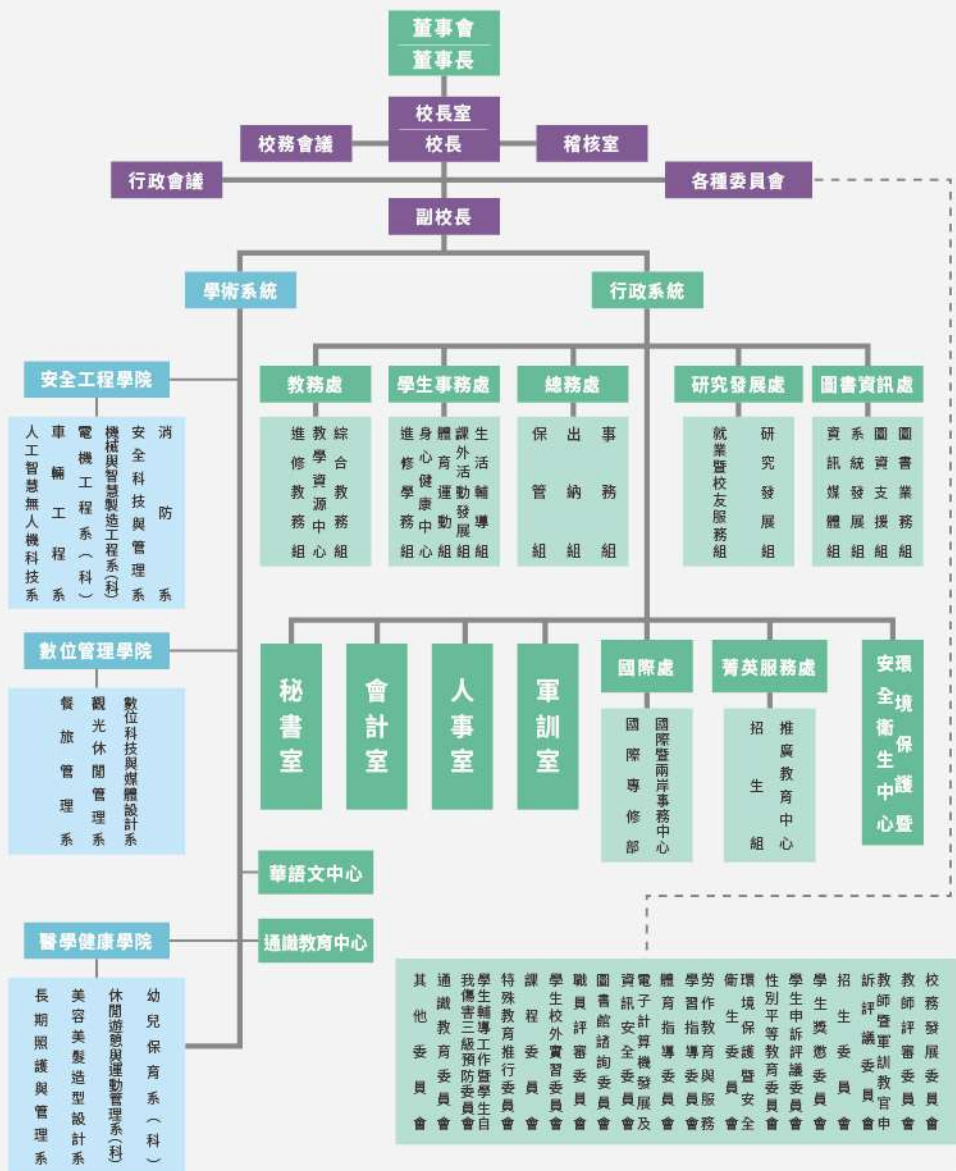 董事會
董事長
校長室
校長
校務會議
稽核室
行政會議
各種委員會
副校長
學術系統
行政系統
安全工程學院
消防系
安全科技與管理系
機械與智慧製造工程系(科)
電機工程系(科)
車輛工程系
人工智慧無人機科技系
數位管理學院
數位科技與媒體設計系
觀光休閒管理系
餐旅管理系
華語文中心
通識教育中心
醫學健康學院
幼兒保育系(科)
休閒遊憩與運動管理系(科)
美容美髮造型設計系
長期照護與管理系
教務處
綜合教務組
教學資源中心
進修教務組
學生事務處
生活輔導組
課外活動發展組
體育運動組
身心健康中心
進修學務組
總務處
事務組
出納組
保管組
研究發展處
研究發展組
就業暨校友服務組
圖書資訊處
圖書業務組
圖資支援組
系統發展組
資訊媒體組
秘書室
會計室
人事室
軍訓室
國際處
國際暨兩岸事務中心
國際專修部
菁英服務處
推廣教育中心
招生組
環境保護暨
安全衛生中心
校務發展委員會
教師評審委員會
教師暨軍訓教官申
訴評議委員會
招生委員會
學生獎懲委員會
學生申訴評議委員會
性別平等教育委員會
環境保護暨安全
衛生委員會
勞作教育與服務
學習指導委員會
體育指導委員會
電子計算機發展及
資訊安全委員會
圖書館諮詢委員會
職員評審委員會
學生校外實習委員會
課程委員會
特殊教育推行委員會
學生輔導工作暨學生自
我傷害三級預防委員會
通識教育委員會
其他委員會